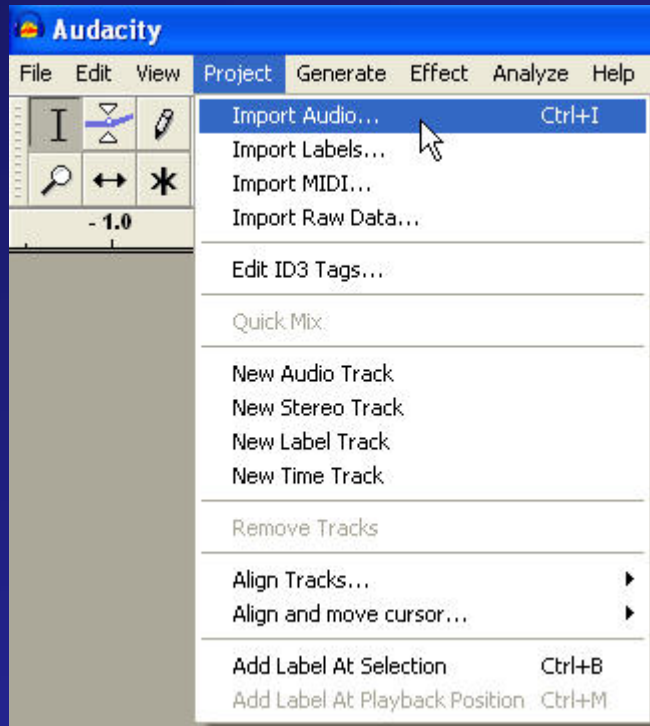 Audacity
File Edit View Project Generate Effect Analyze Help
Import Audio... Ctrl+I
Import Labels...
Import MIDI...
Import Raw Data...
- 1.0
Edit ID3 Tags...
Quick Mix
New Audio Track
New Stereo Track
New Label Track
New Time Track
Remove Tracks
Align Tracks...
Align and move cursor...
Add Label At Selection Ctrl+B
Add Label At Playback Position Ctrl+M